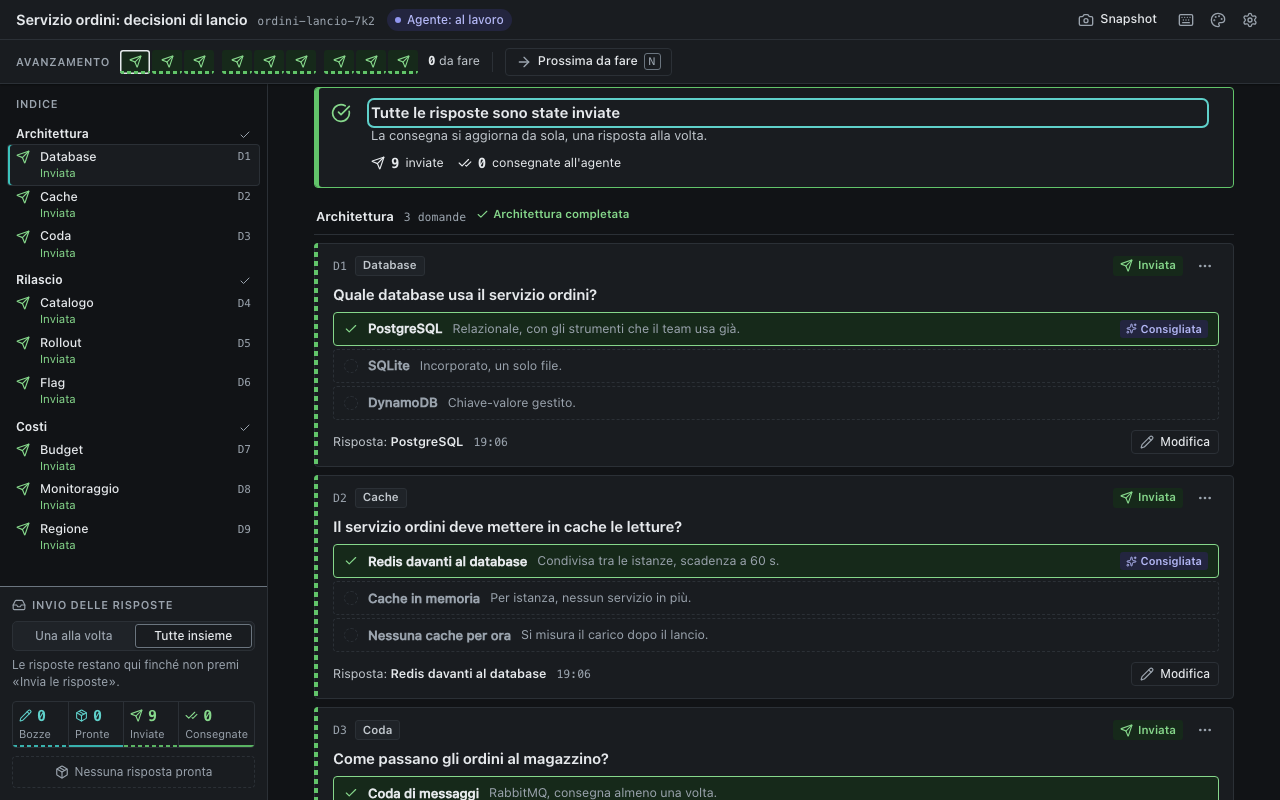 Servizio ordini: decisioni di lancio ordini-lancio-7k2 Agente: al lavoro Snapshot
AVANZAMENTO 0 da fare Prossima da fare N
INDICE
Architettura
Database D1
Inviata
Cache D2
Inviata
Coda D3
Inviata
Rilascio
Catalogo D4
Inviata
Rollout D5
Inviata
Flag D6
Inviata
Costi
Budget D7
Inviata
Monitoraggio D8
Inviata
Regione D9
Inviata
INVIO DELLE RISPOSTE
Una alla volta Tutte insieme
Le risposte restano qui finché non premi
«Invia le risposte».
0 0 9 0
Bozze Pronte Inviate Consegnate
Nessuna risposta pronta
Tutte le risposte sono state inviate
La consegna si aggiorna da sola, una risposta alla volta.
9 inviate 0 consegnate all'agente
Architettura 3 domande Architettura completata
D1 Database Inviata
Quale database usa il servizio ordini?
PostgreSQL Relazionale, con gli strumenti che il team usa già. Consigliata
SQLite Incorporato, un solo file.
DynamoDB Chiave-valore gestito.
Risposta: PostgreSQL 19:06 Modifica
D2 Cache Inviata
Il servizio ordini deve mettere in cache le letture?
Redis davanti al database Condivisa tra le istanze, scadenza a 60 s. Consigliata
Cache in memoria Per istanza, nessun servizio in più.
Nessuna cache per ora Si misura il carico dopo il lancio.
Risposta: Redis davanti al database 19:06 Modifica
D3 Coda Inviata
Come passano gli ordini al magazzino?
Coda di messaggi RabbitMQ, consegna almeno una volta.